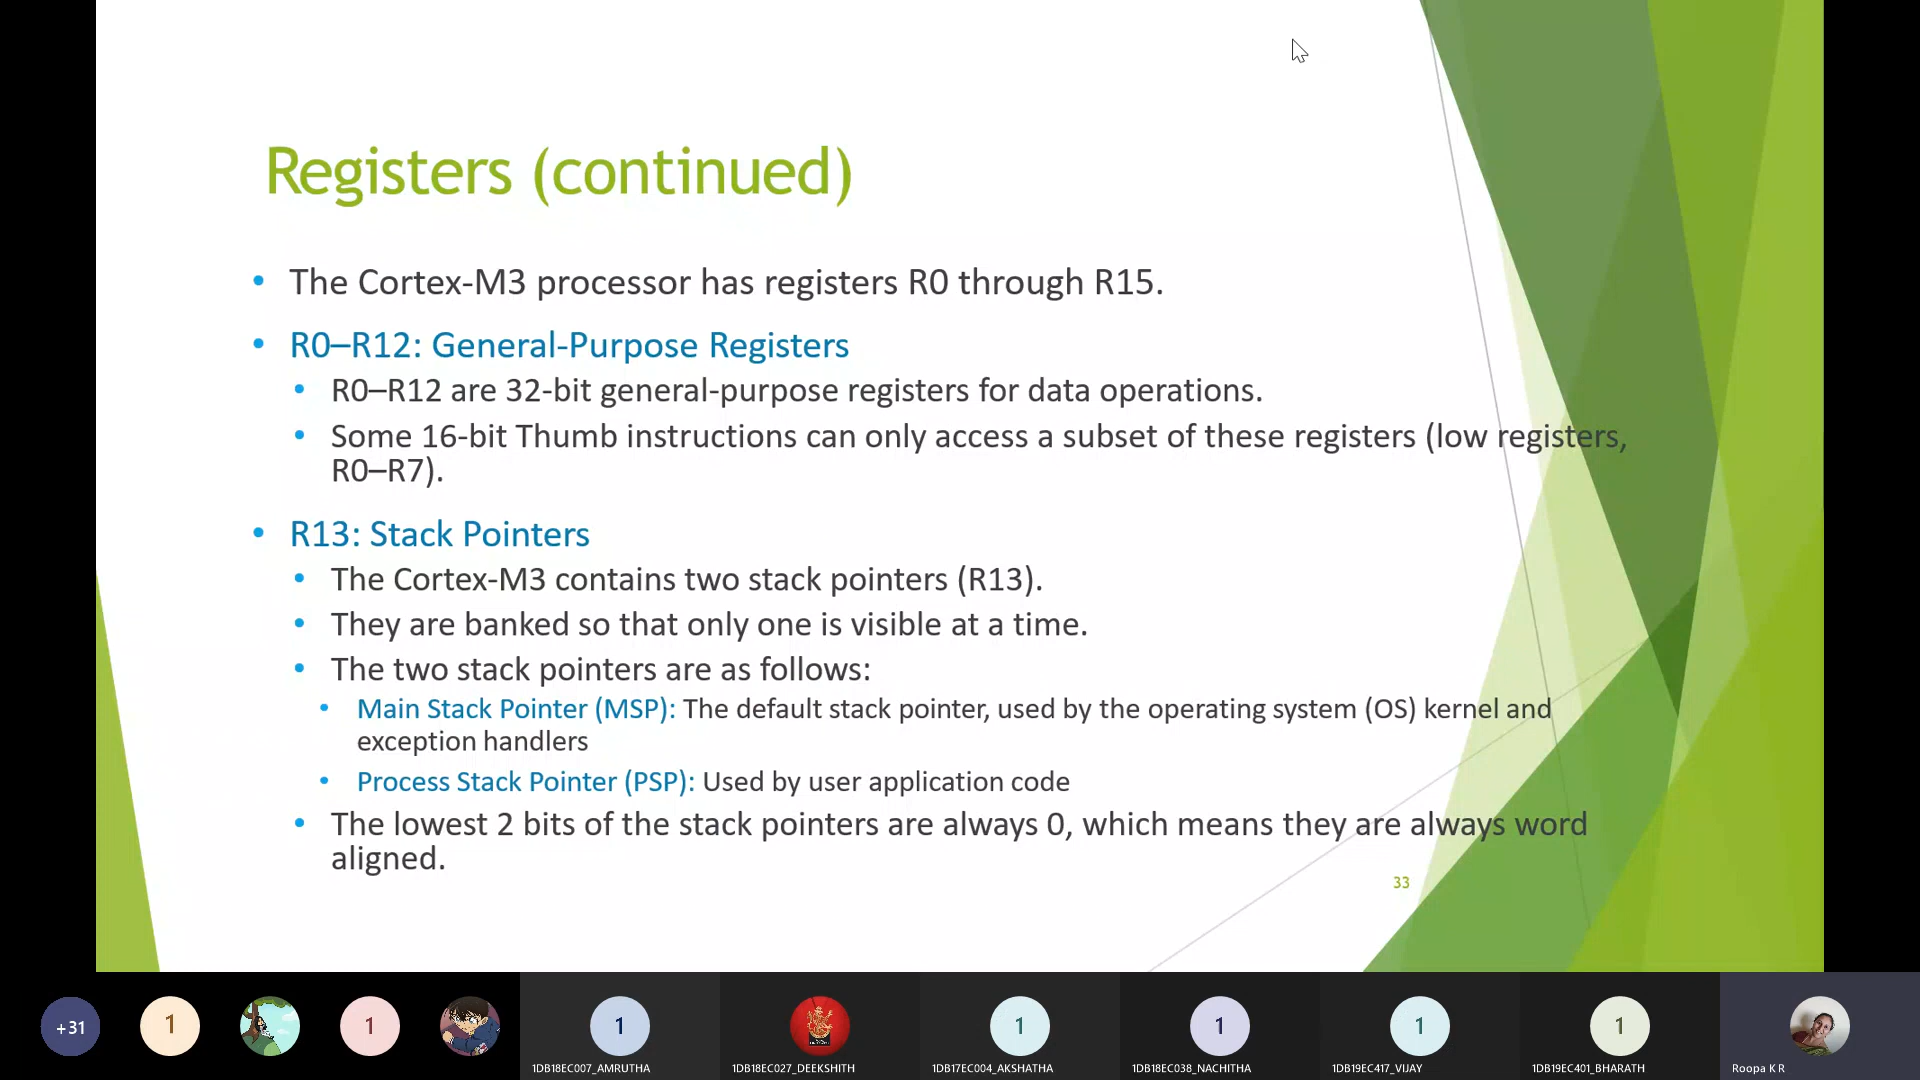 Registers (continued)
• The Cortex-M3 processor has registers R0 through R15.
• R0–R12: General-Purpose Registers
• R0–R12 are 32-bit general-purpose registers for data operations.
• Some 16-bit Thumb instructions can only access a subset of these registers (low registers,
R0–R7).
• R13: Stack Pointers
• The Cortex-M3 contains two stack pointers (R13).
• They are banked so that only one is visible at a time.
• The two stack pointers are as follows:
• Main Stack Pointer (MSP): The default stack pointer, used by the operating system (OS) kernel and
exception handlers
• Process Stack Pointer (PSP): Used by user application code
• The lowest 2 bits of the stack pointers are always 0, which means they are always word
aligned.
33
+31
1
1
1
1
1
1
1
1DB18EC007_AMRUTHA
1DB18EC027_DEEKSHITH
1DB17EC004_AKSHATHA
1DB18EC038_NACHITHA
1DB19EC417_VIJAY
1DB19EC401_BHARATH
Roopa K R